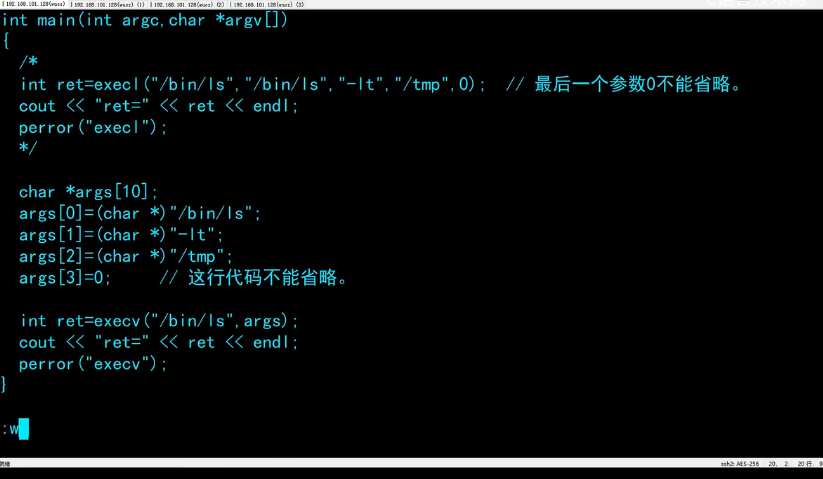 192.168.101.128(wucz) 192.168.101.128(wucz) (1) 192.168.101.128(wucz) (2) 192.168.101.128(wucz) (3)
int main(int argc,char *argv[])
{
/*
int ret=execl("/bin/ls","/bin/ls","-lt","/tmp",0); // 最后一个参数0不能省略。
cout << "ret=" << ret << endl;
perror("execl");
*/
char *args[10];
args[0]=(char *)"/bin/ls";
args[1]=(char *)"-lt";
args[2]=(char *)"/tmp";
args[3]=0; // 这行代码不能省略。
int ret=execv("/bin/ls",args);
cout << "ret=" << ret << endl;
perror("execv");
}
:w
就绪 ssh2: AES-256 20, 2 20 行,